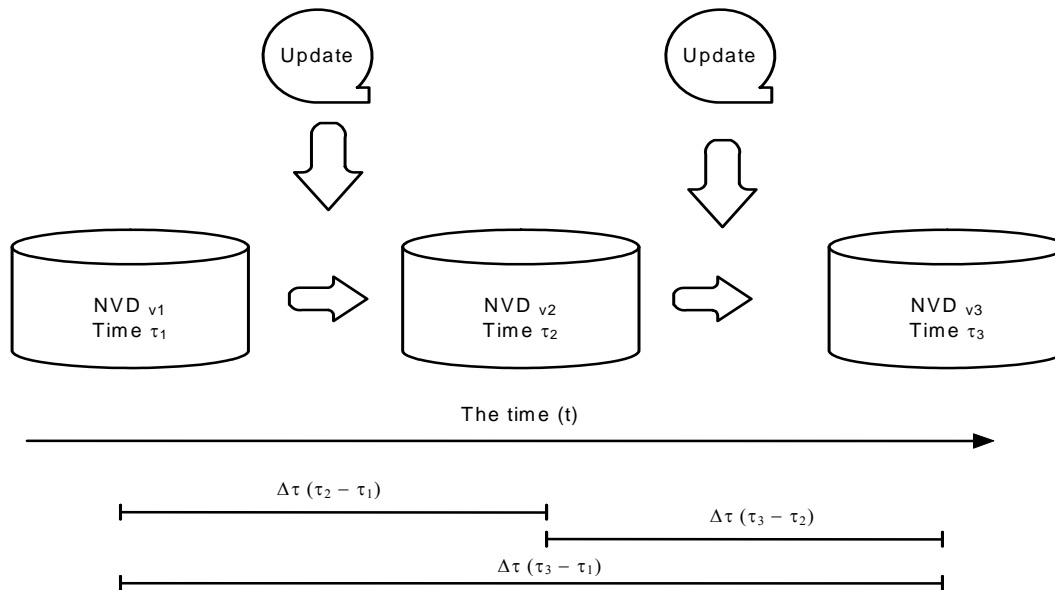 Update
Update
NVD v1
Time τ1
NVD v2
Time τ2
NVD v3
Time τ3
The time (t)
Δτ (τ2 − τ1)
Δτ (τ3 − τ2)
Δτ (τ3 − τ1)